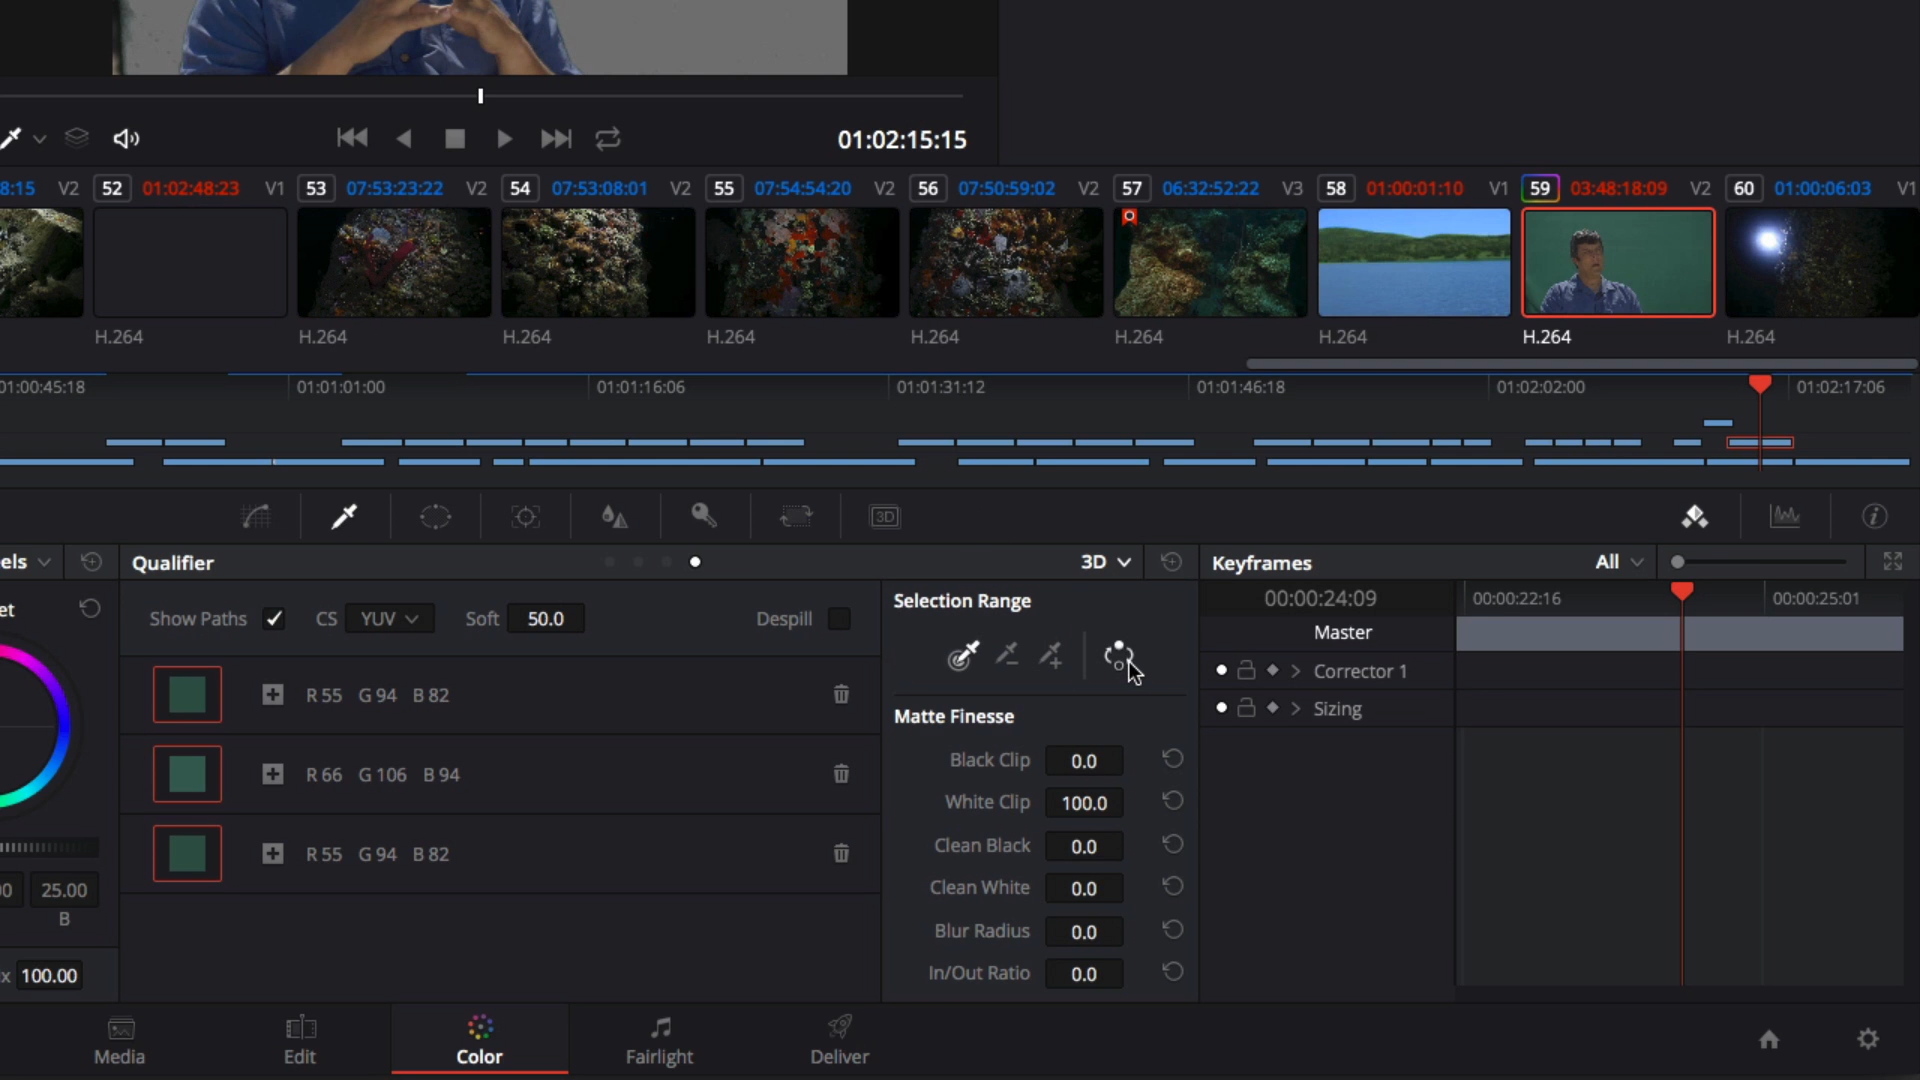 01:02:15:15
8:15 V2 52 01:02:48:23 V1 53 07:53:23:22 V2 54 07:53:08:01 V2 55 07:54:54:20 V2 56 07:50:59:02 V2 57 06:32:52:22 V3 58 01:00:01:10 V1 59 03:48:18:09 V2 60 01:00:06:03 V1
H.264 H.264 H.264 H.264 H.264 H.264 H.264 H.264 H.264
01:00:45:18 01:01:01:00 01:01:16:06 01:01:31:12 01:01:46:18 01:02:02:00 01:02:17:06
3D
els Qualifier 3D Keyframes All
et Show Paths CS YUV Soft 50.0 Despill
Selection Range
00:00:24:09 00:00:22:16 00:00:25:01
Master
Corrector 1
Sizing
R 55 G 94 B 82
R 66 G 106 B 94
R 55 G 94 B 82
Matte Finesse
Black Clip 0.0
White Clip 100.0
Clean Black 0.0
Clean White 0.0
Blur Radius 0.0
In/Out Ratio 0.0
00 25.00
B
x 100.00
Media Edit Color Fairlight Deliver